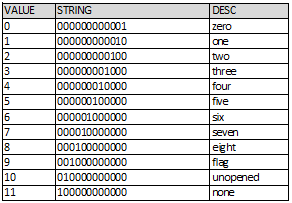 VALUE STRING DESC
0 000000000001 zero
1 000000000010 one
2 000000000100 two
3 000000001000 three
4 000000010000 four
5 000000100000 five
6 000001000000 six
7 000010000000 seven
8 000100000000 eight
9 001000000000 flag
10 010000000000 unopened
11 100000000000 none